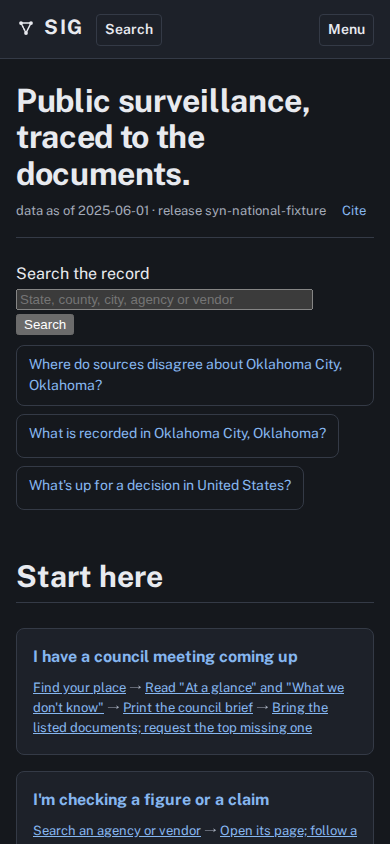 SIG Search Menu
Public surveillance,
traced to the
documents.
data as of 2025-06-01 · release syn-national-fixture Cite
Search the record
State, county, city, agency or vendor
Search
Where do sources disagree about Oklahoma City,
Oklahoma?
What is recorded in Oklahoma City, Oklahoma?
What's up for a decision in United States?
Start here
I have a council meeting coming up
Find your place → Read "At a glance" and "What we
don't know" → Print the council brief → Bring the
listed documents; request the top missing one
I'm checking a figure or a claim
Search an agency or vendor → Open its page; follow a